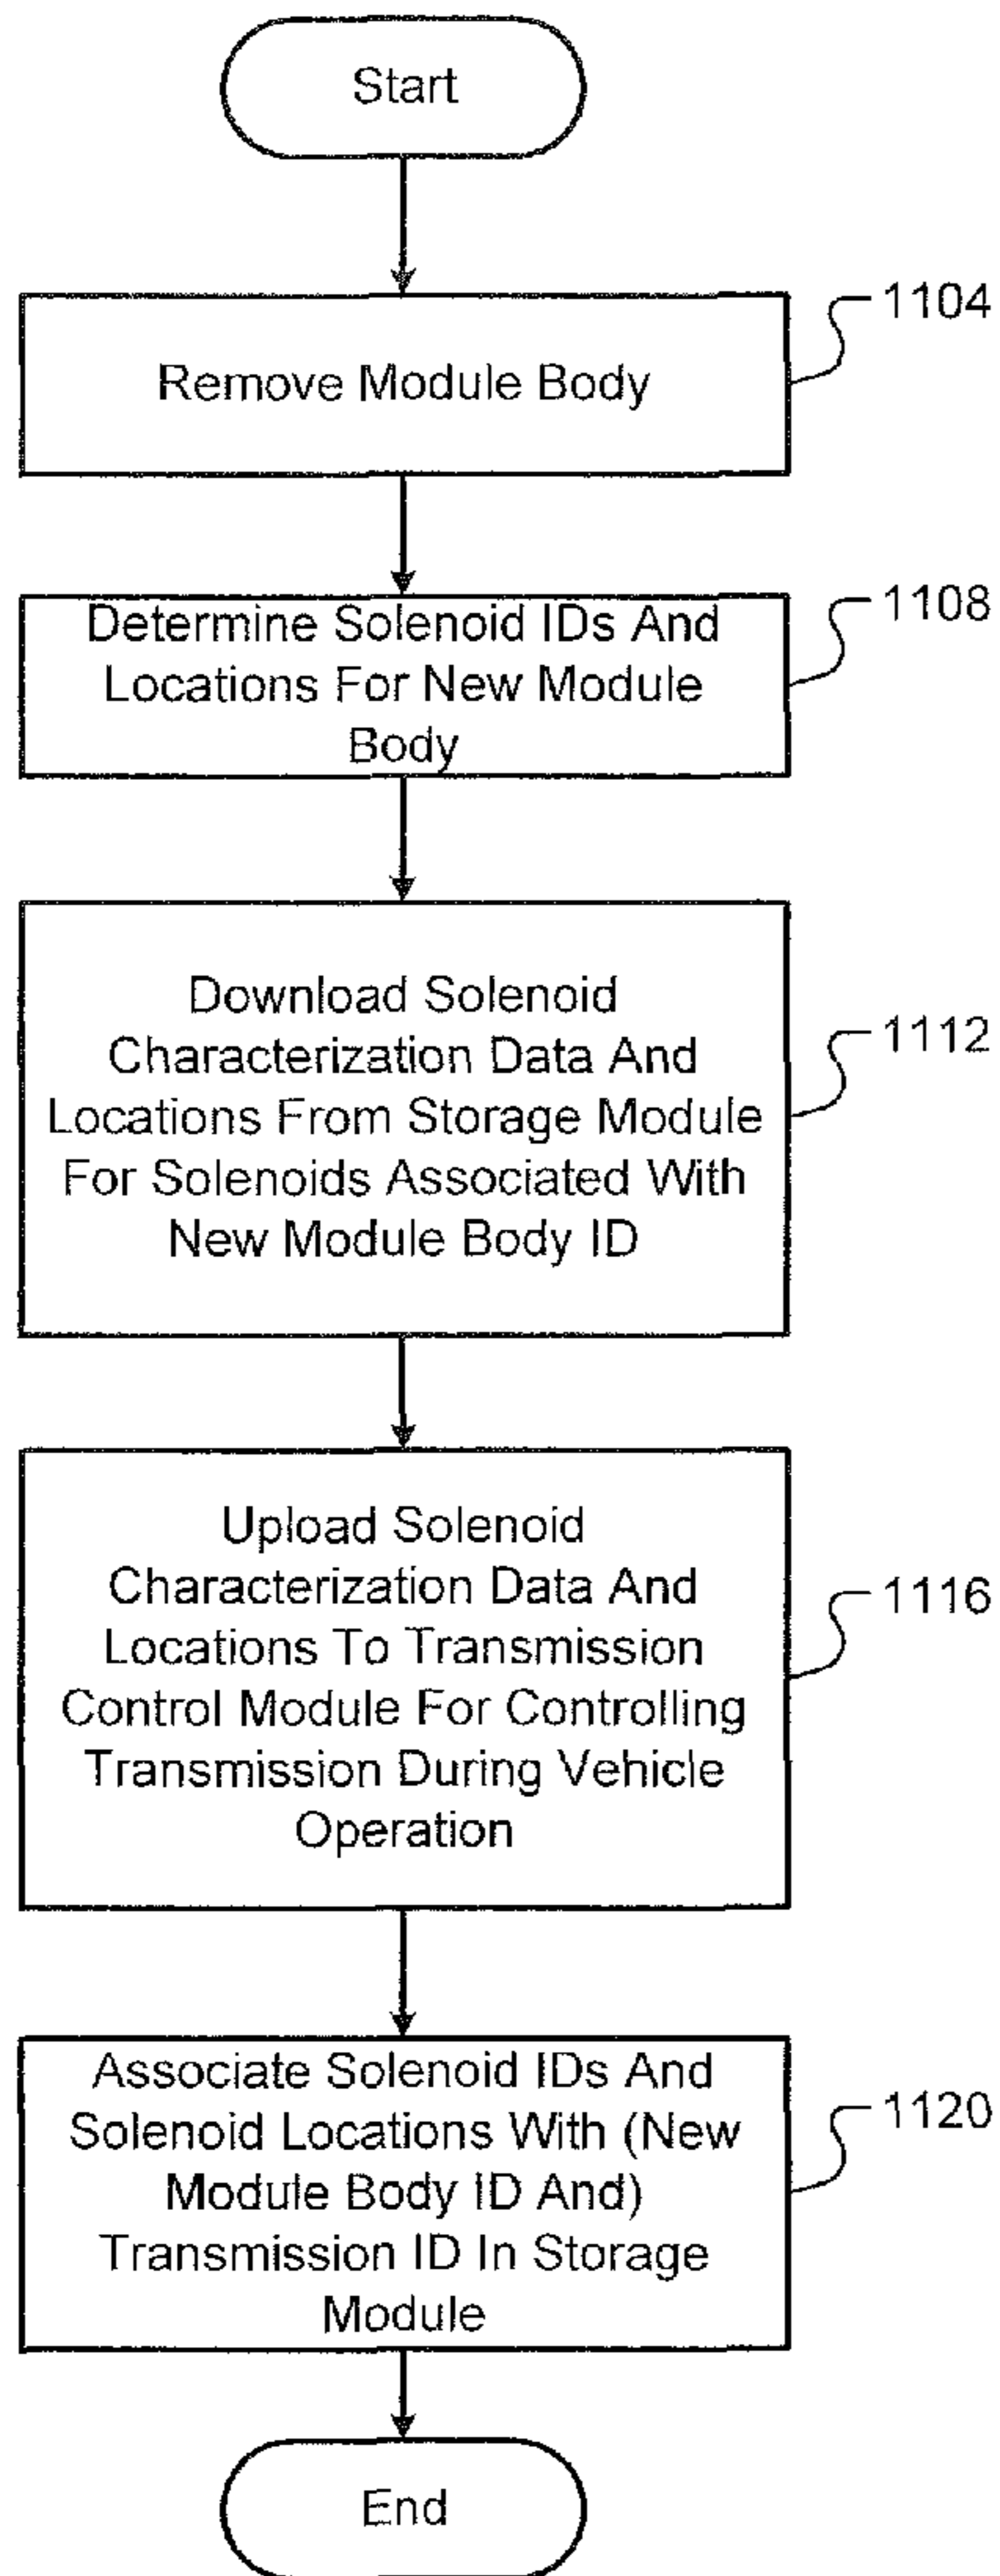 Start
Remove Module Body
1104
Determine Solenoid IDs And
Locations For New Module
Body
1108
Download Solenoid
Characterization Data And
Locations From Storage Module
For Solenoids Associated With
New Module Body ID
1112
Upload Solenoid
Characterization Data And
Locations To Transmission
Control Module For Controlling
Transmission During Vehicle
Operation
1116
Associate Solenoid IDs And
Solenoid Locations With (New
Module Body ID And)
Transmission ID In Storage
Module
1120
End